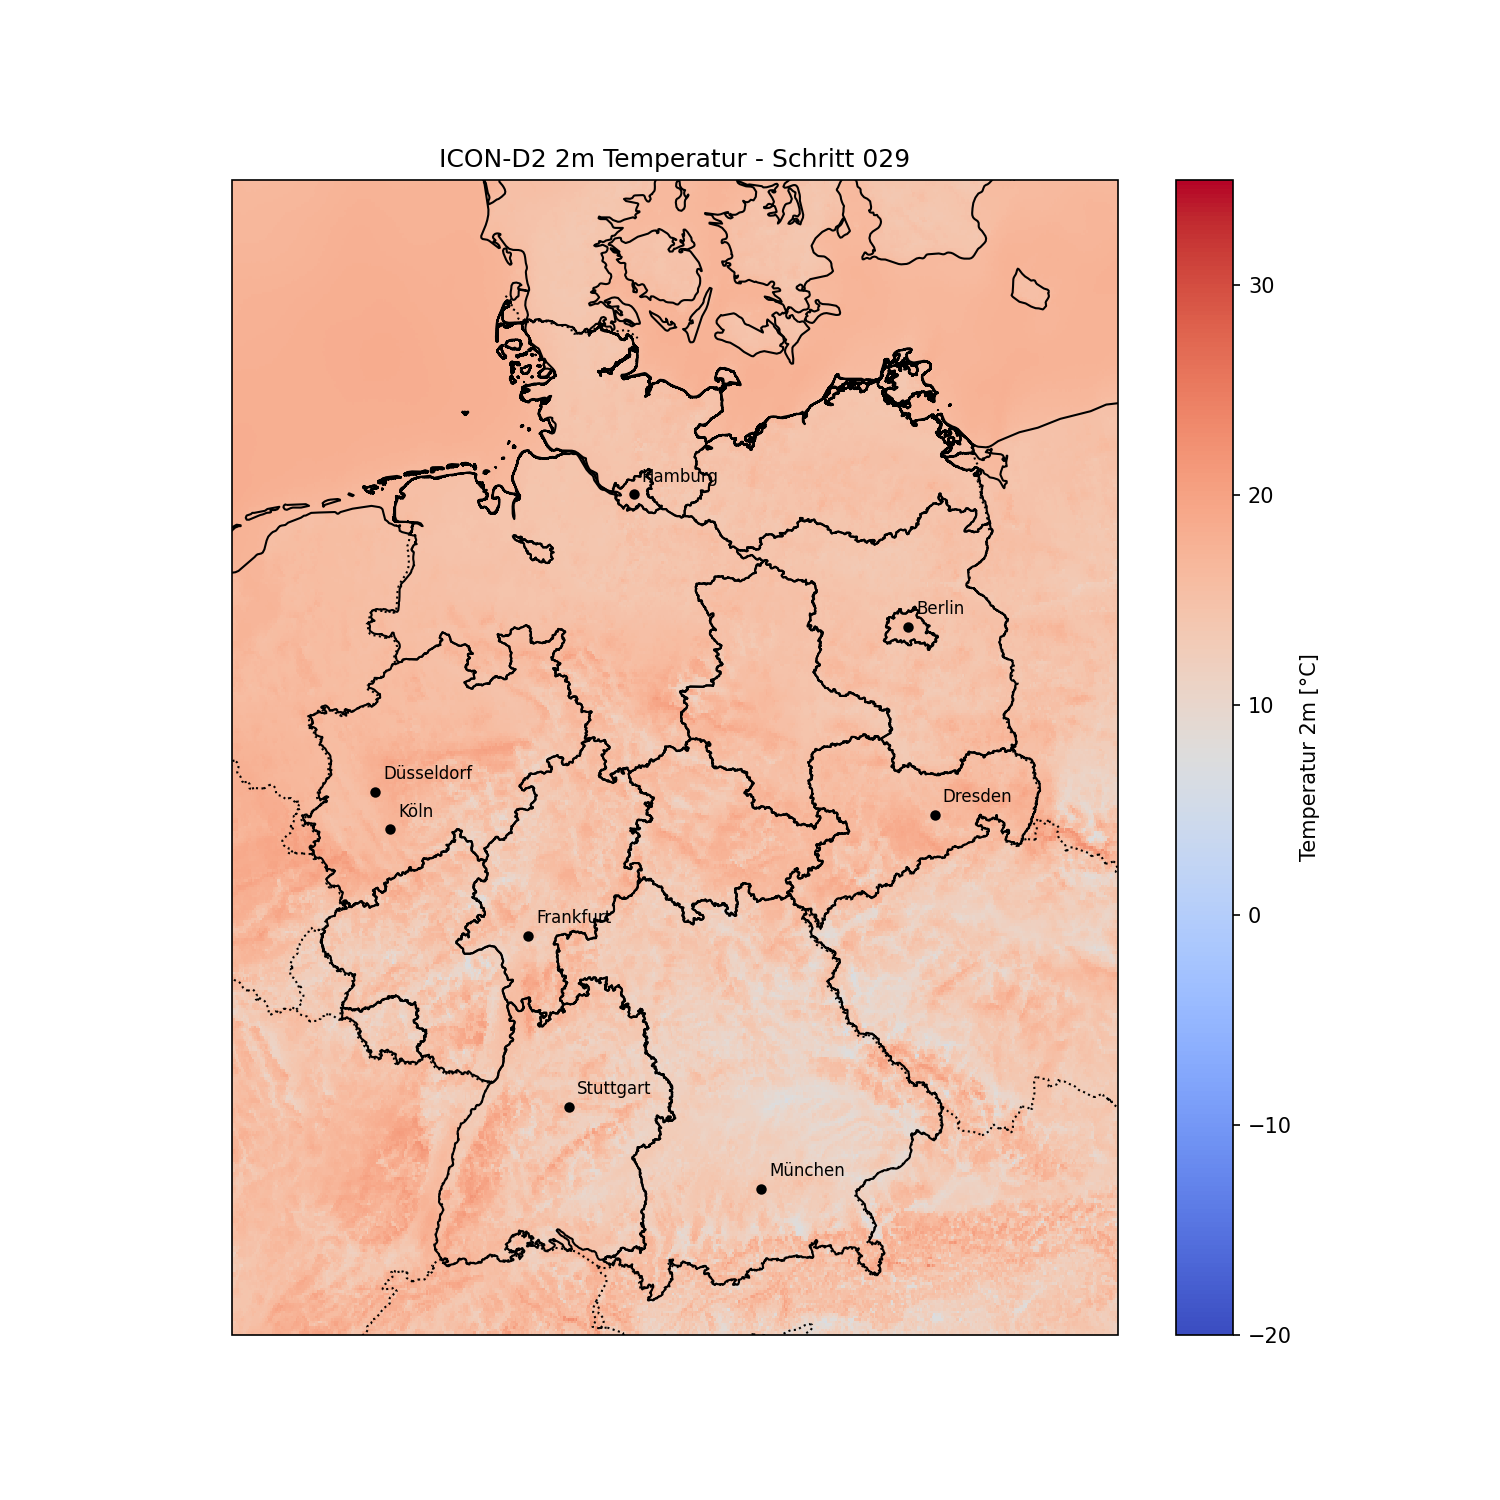 ICON-D2 2m Temperatur - Schritt 029
Hamburg
Berlin
Düsseldorf
Köln
Dresden
Frankfurt
Stuttgart
München
30
20
10
0
−10
−20
Temperatur 2m [°C]